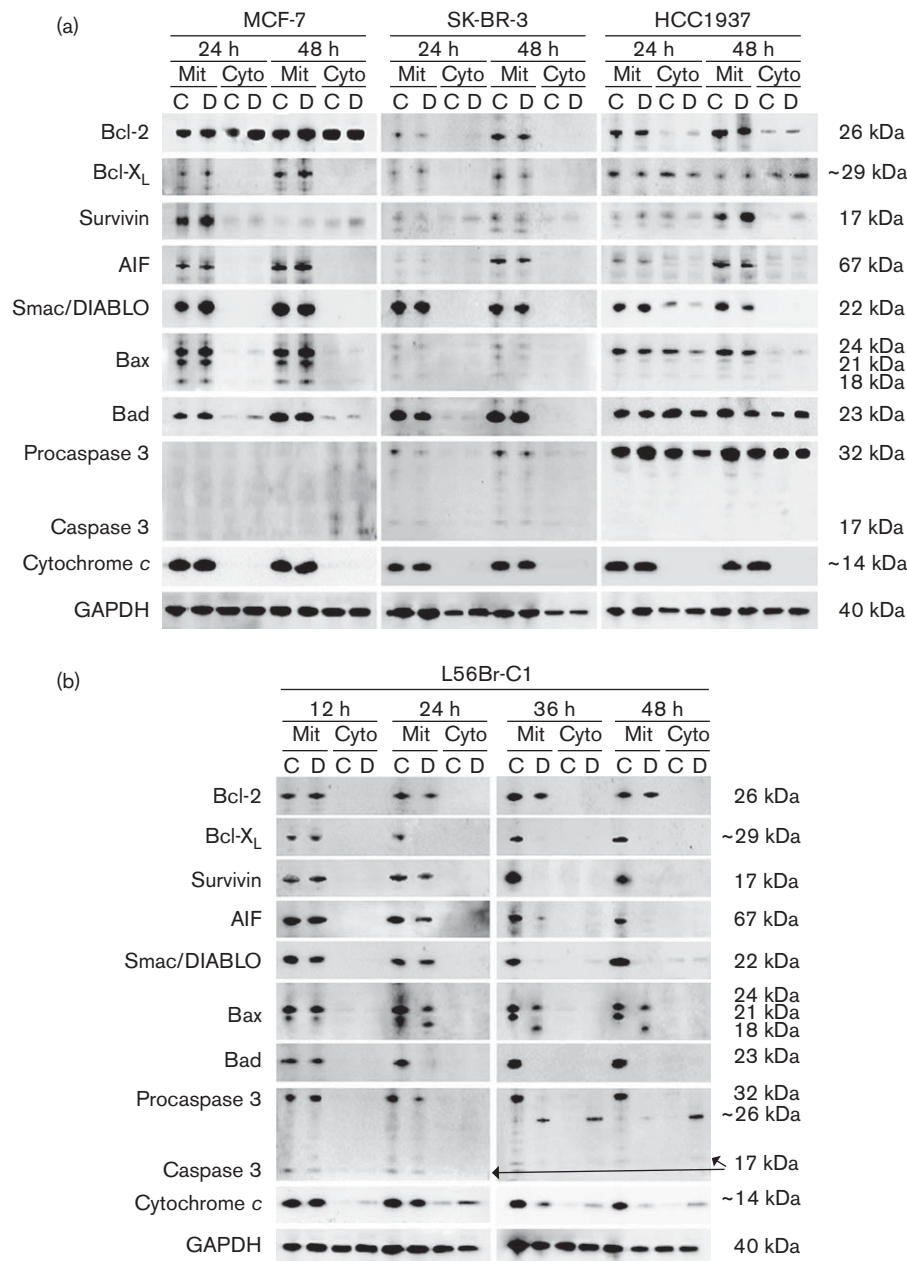 (a)
MCF-7 SK-BR-3 HCC1937
24 h 48 h 24 h 48 h 24 h 48 h
Mit Cyto Mit Cyto Mit Cyto Mit Cyto Mit Cyto Mit Cyto
C D C D C D C D C D C D C D C D C D C D C D C D
Bcl-2 26 kDa
Bcl-XL ~29 kDa
Survivin 17 kDa
AIF 67 kDa
Smac/DIABLO 22 kDa
Bax 24 kDa
21 kDa
18 kDa
Bad 23 kDa
Procaspase 3 32 kDa
Caspase 3 17 kDa
Cytochrome c ~14 kDa
GAPDH 40 kDa
(b)
L56Br-C1
12 h 24 h 36 h 48 h
Mit Cyto Mit Cyto Mit Cyto Mit Cyto
C D C D C D C D C D C D C D C D
Bcl-2 26 kDa
Bcl-XL ~29 kDa
Survivin 17 kDa
AIF 67 kDa
Smac/DIABLO 22 kDa
Bax 24 kDa
21 kDa
18 kDa
Bad 23 kDa
Procaspase 3 32 kDa
~26 kDa
17 kDa
Caspase 3
Cytochrome c ~14 kDa
GAPDH 40 kDa